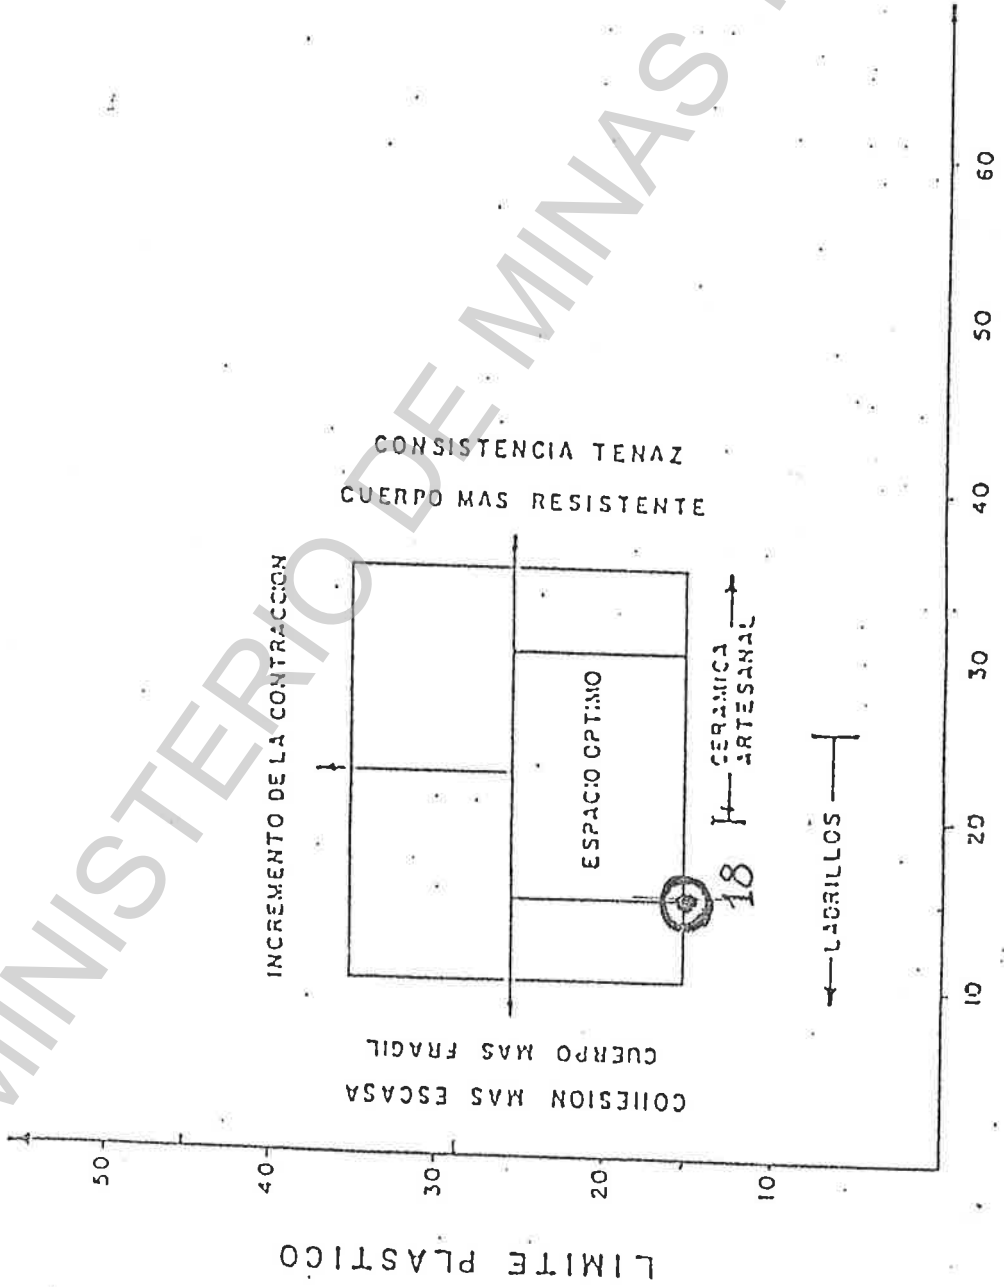 MINISTERIO DE MINAS
LIMITE PLASTICO
50
40
30
20
10
INCREMENTO DE LA CONTRACCION
COHESION MAS ESCASA
CUERPO MAS FRAGIL
ESPACIO OPTIMO
CUERPO MAS RESISTENTE
CONSISTENCIA TENAZ
18
CERAMICA
ARTESANAL
LADRILLOS
10
20
30
40
50
60